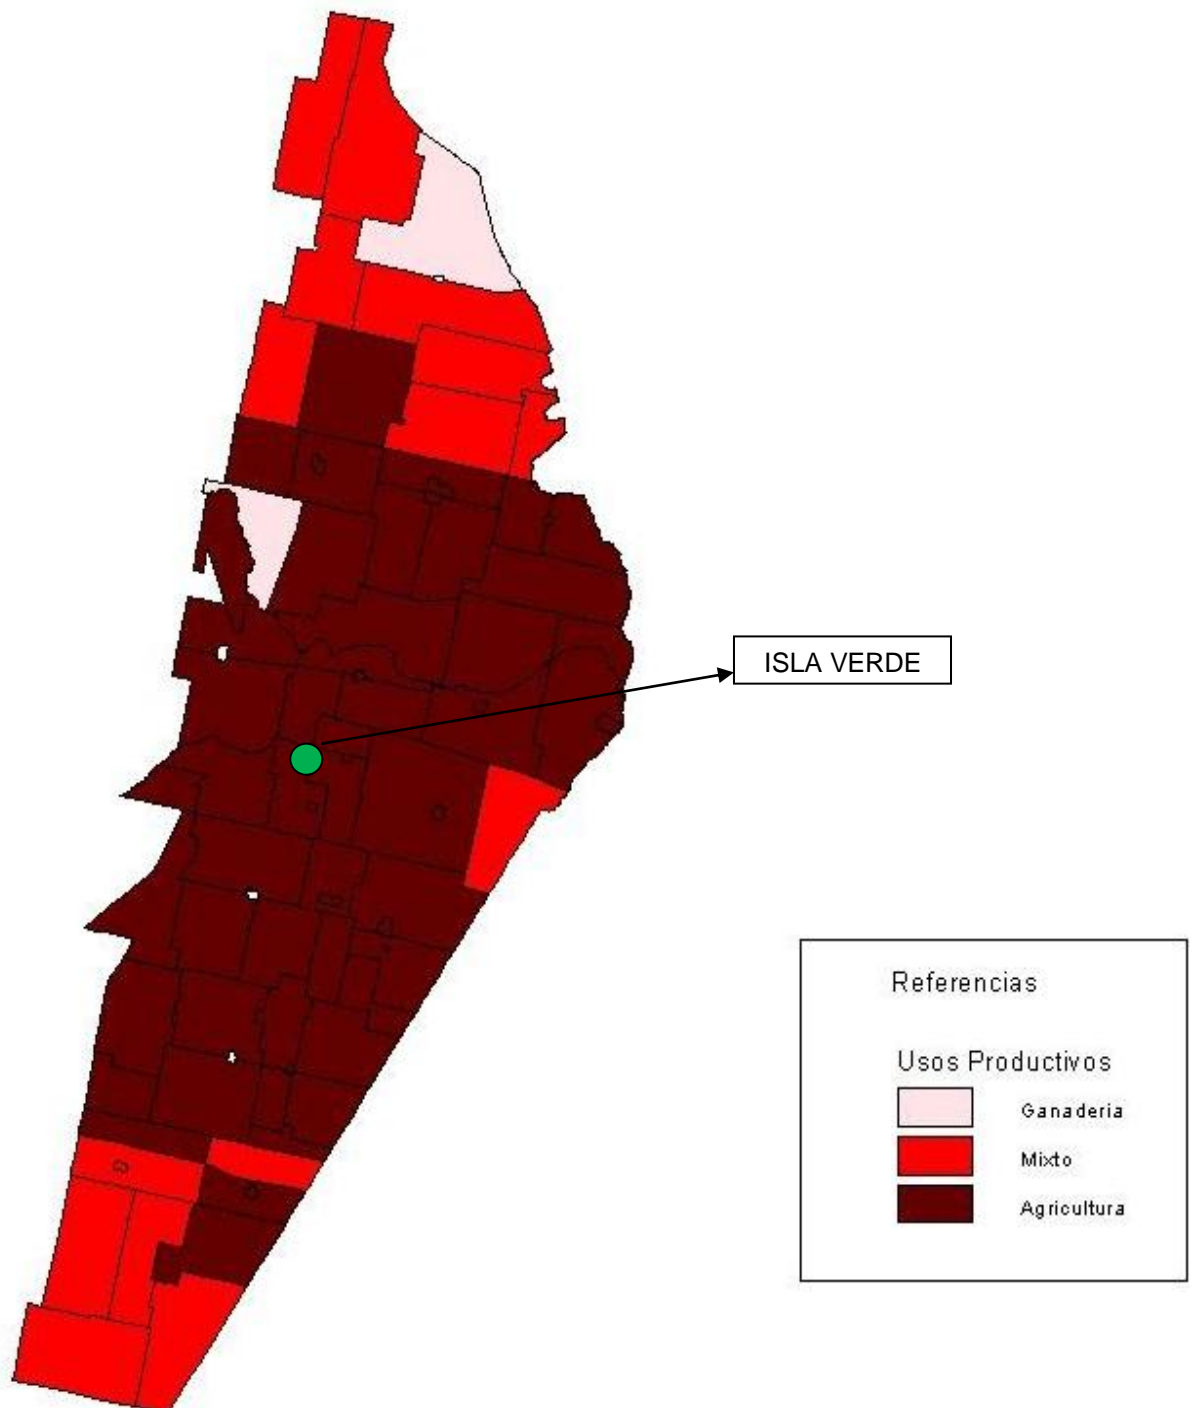 ISLA VERDE
Referencias
Usos Productivos
Ganaderia
Mixto
Agricultura